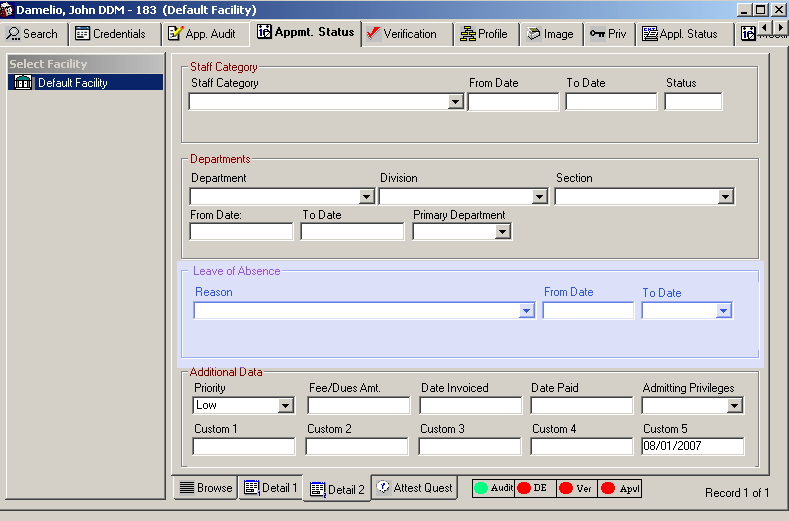 Damelio, John DDM - 183 (Default Facility)
Search Credentials App. Audit Appmt. Status Verification Profile Image Priv Appl. Status
Select Facility
Default Facility
Staff Category
Staff Category From Date To Date Status
Departments
Department Division Section
From Date: To Date Primary Department
Leave of Absence
Reason From Date To Date
Additional Data
Priority Fee/Dues Amt. Date Invoiced Date Paid Admitting Privileges
Low
Custom 1 Custom 2 Custom 3 Custom 4 Custom 5
08/01/2007
Browse Detail 1 Detail 2 Attest Quest Audit DE Ver Apvl Record 1 of 1